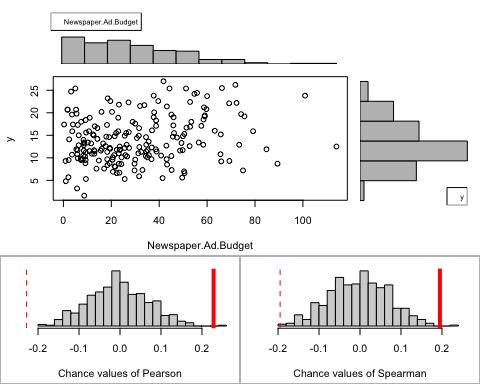 Newspaper.Ad.Budget
25
20
15
10
5
y
0 20 40 60 80 100
Newspaper.Ad.Budget
y
-0.2 -0.1 0.0 0.1 0.2
Chance values of Pearson
-0.2 -0.1 0.0 0.1 0.2
Chance values of Spearman